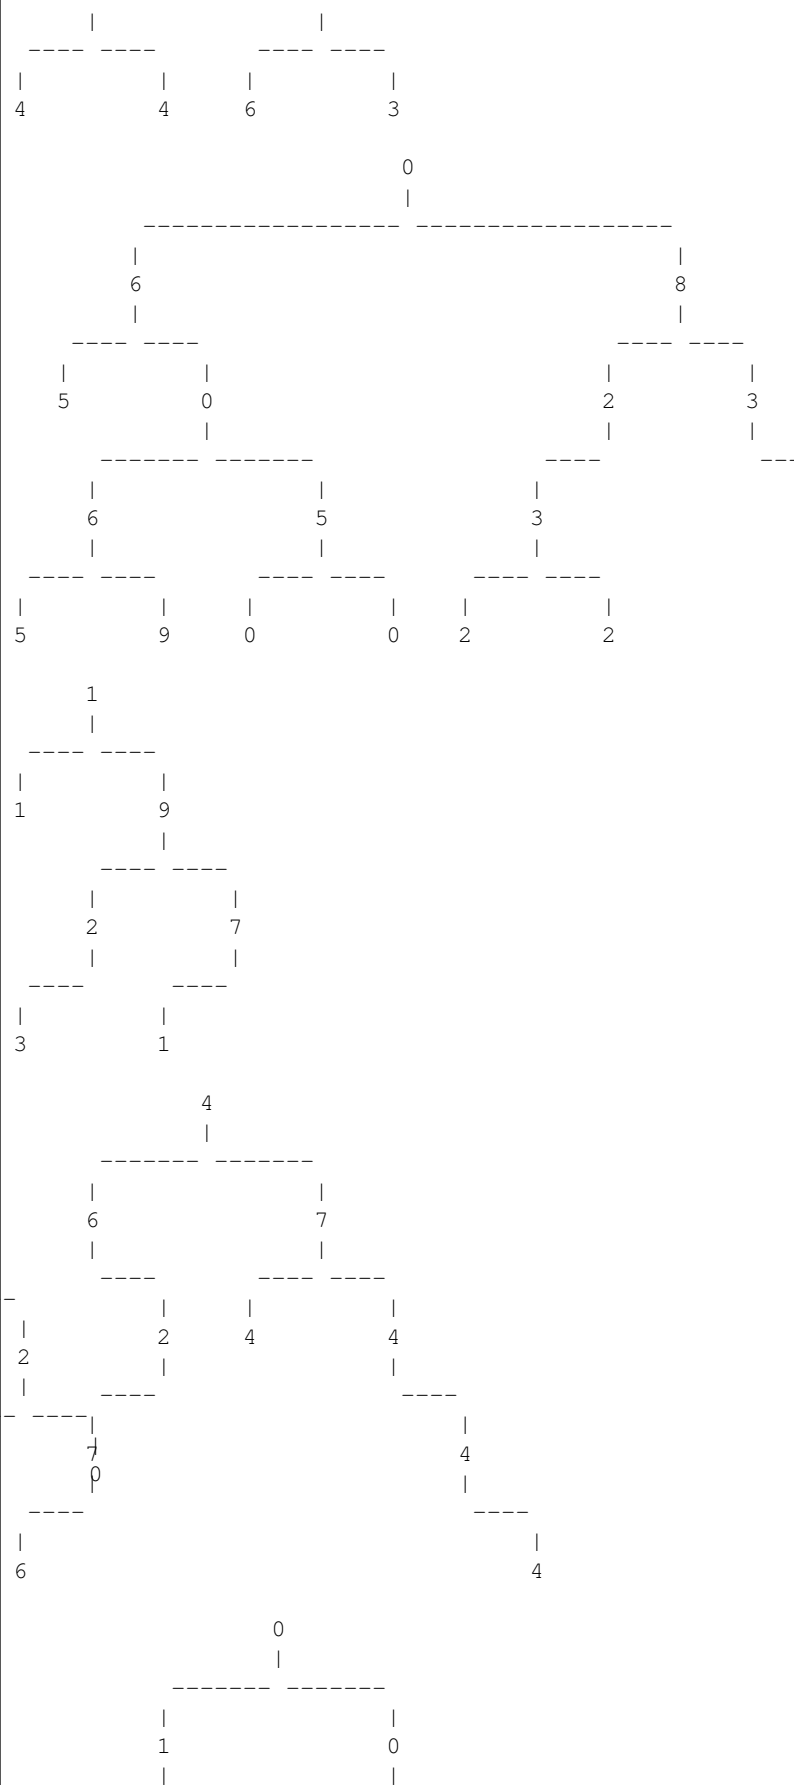 |                               |
   ---- ----              ---- ----
 |                   |           |                   |
 4                   4           6                   3

                                                     0
                                                     |
                  ------------------ ------------------
                 |                                                                           |
                 6                                                                           8
                 |                                                                           |
         ---- ----                                                           ---- ----
       |                   |                                                       |                   |
       5                   0                                                       2                   3
                           |                                                       |                   |
             ------- -------                                 ----                      ---
           |                               |                             |
           6                               5                             3
           |                               |                             |
   ---- ----              ---- ----            ---- ----
 |                   |           |                   |         |                   |
 5                   9           0                   0         2                   2

           1
           |
   ---- ----
 |                   |
 1                   9
                     |
             ---- ----
           |                   |
           2                   7
           |                   |
   ----            ----
 |                   |
 3                   1

                           4
                           |
             ------- -------
           |                               |
           6                               7
           |                               |
             ----              ---- ----
-
                     |           |                   |
  |
                     2           4                   4
  2
                     |                               |
  |
             ----                                  ----
- ----
           |                                                   |
            |
           7                                                   4
            0
           |                                                   |
   ----                                                        ----
 |                                                                       |
 6                                                                       4

                                     0
                                     |
                       ------- -------
                     |                               |
                     1                               0
                     |                               |